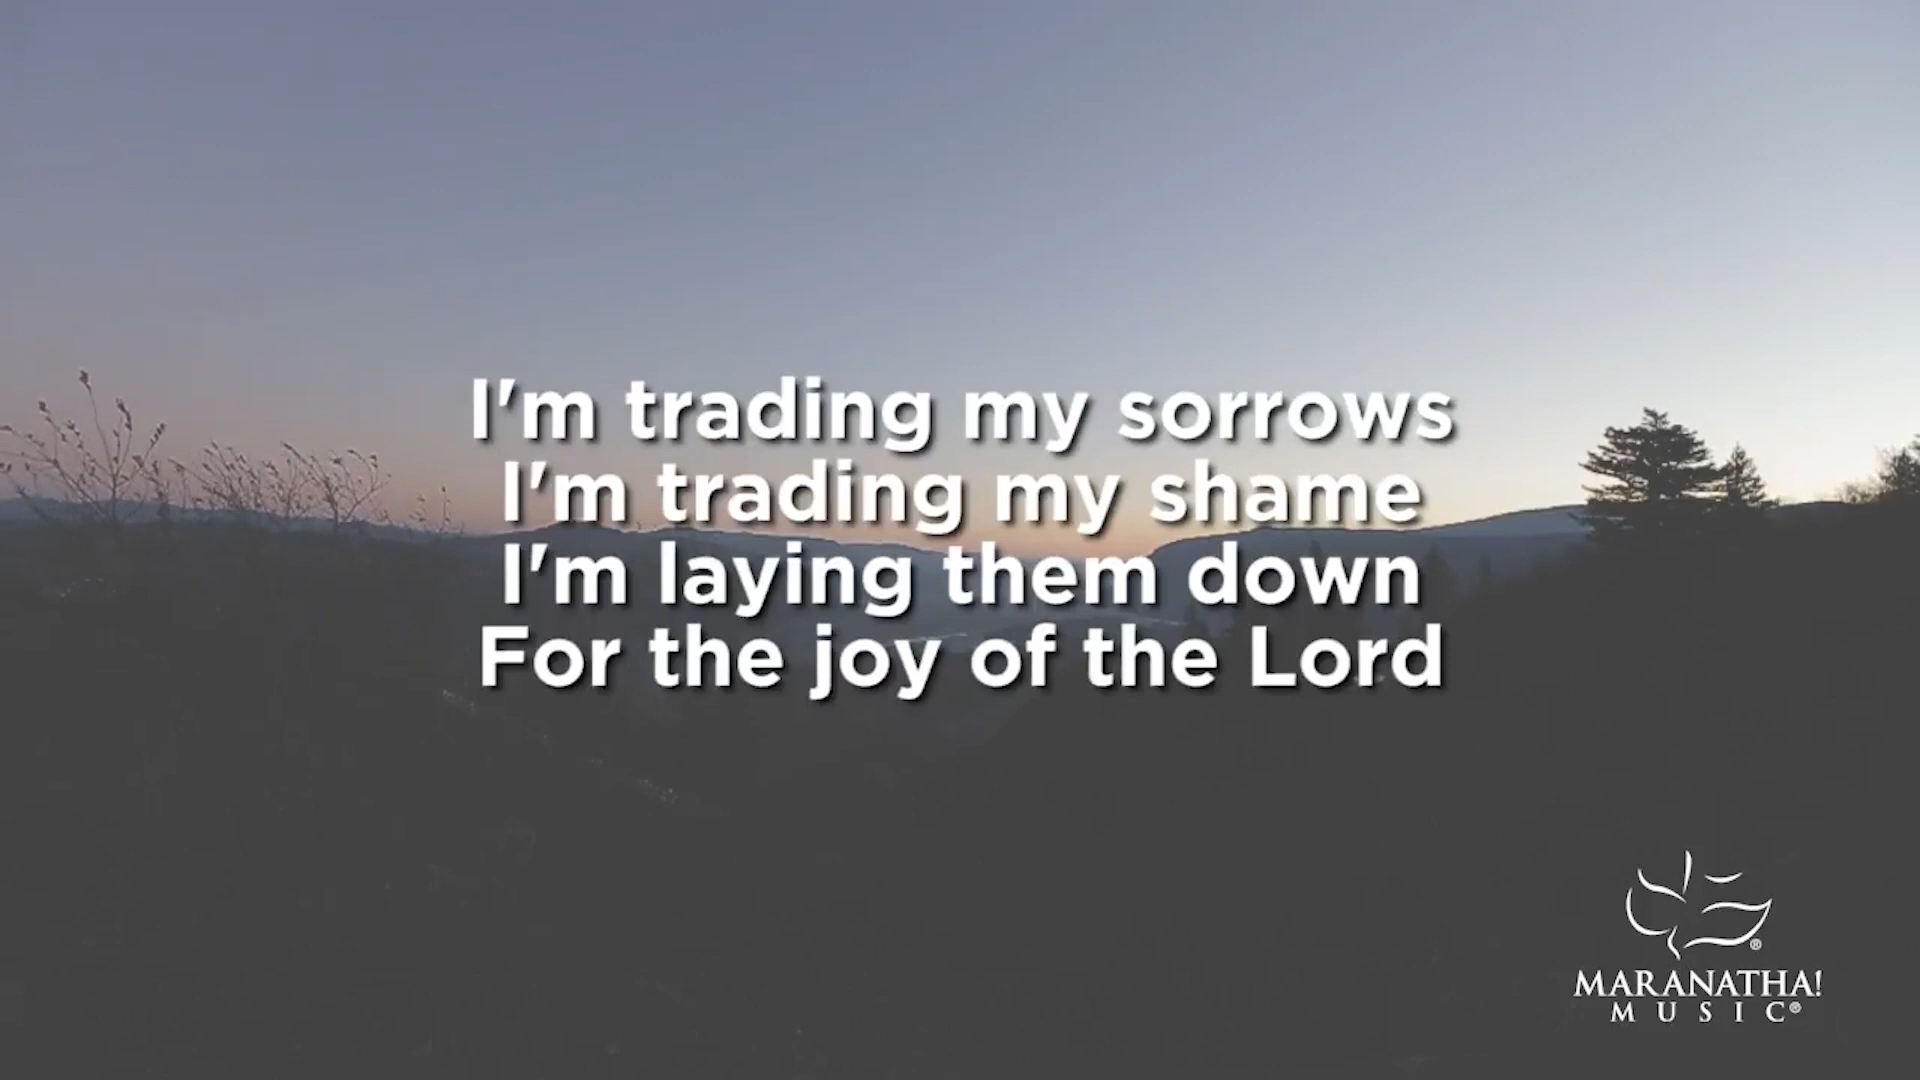 I'm trading my sorrows
I'm trading my shame
I'm laying them down
For the joy of the Lord
®
MARANATHA!
MUSIC®